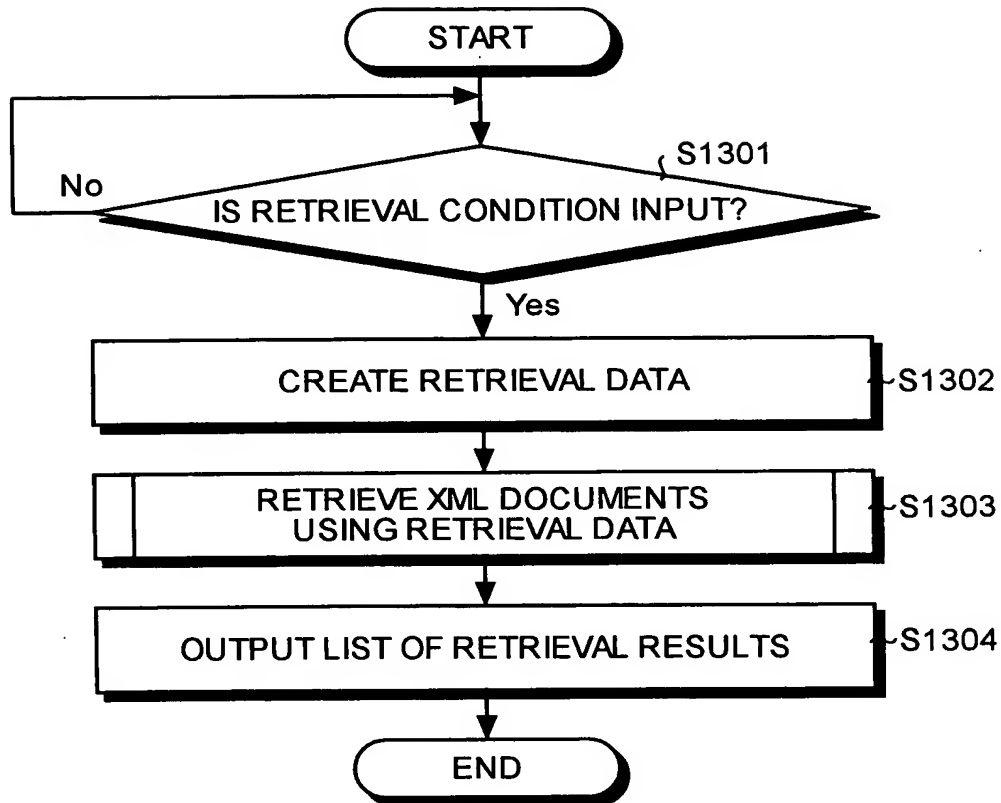 START
S1301
No
IS RETRIEVAL CONDITION INPUT?
Yes
CREATE RETRIEVAL DATA
S1302
RETRIEVE XML DOCUMENTS
USING RETRIEVAL DATA
S1303
OUTPUT LIST OF RETRIEVAL RESULTS
S1304
END